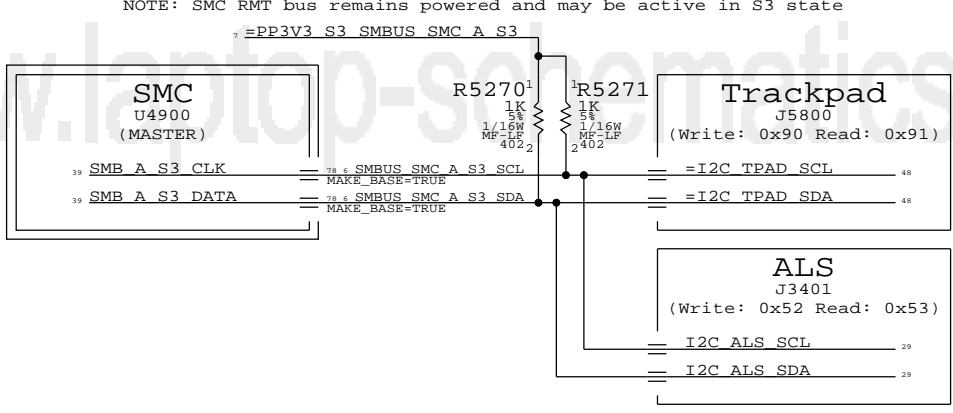 NOTE: SMC RMT bus remains powered and may be active in S3 state
7 =PP3V3_S3_SMBUS_SMC_A_S3
SMC
U4900
(MASTER)
39 SMB_A_S3_CLK
39 SMB_A_S3_DATA
R5270 1
1K
5%
1/16W
MF-LF
402 2
1 R5271
1K
5%
1/16W
MF-LF
2 402
78 6 SMBUS_SMC_A_S3_SCL
MAKE_BASE=TRUE
78 6 SMBUS_SMC_A_S3_SDA
MAKE_BASE=TRUE
Trackpad
J5800
(Write: 0x90 Read: 0x91)
=I2C_TPAD_SCL 48
=I2C_TPAD_SDA 48
ALS
J3401
(Write: 0x52 Read: 0x53)
I2C_ALS_SCL 29
I2C_ALS_SDA 29
w.laptop-schematics